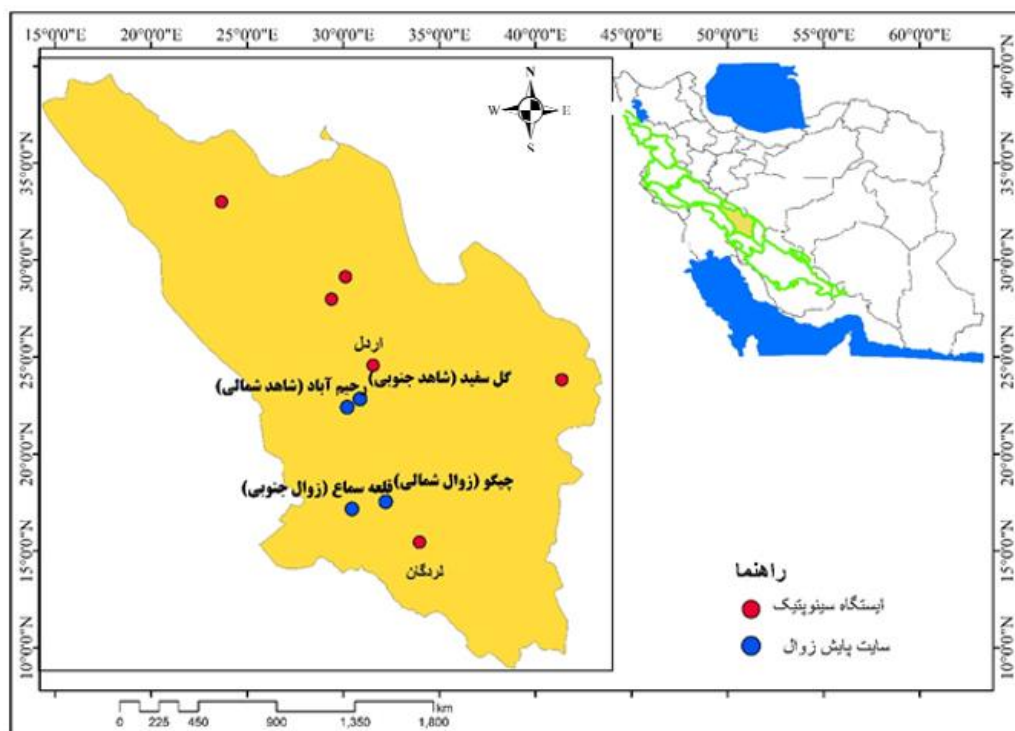 15°0'0"E 20°0'0"E 25°0'0"E 30°0'0"E 35°0'0"E 40°0'0"E 45°0'0"E 50°0'0"E 55°0'0"E 60°0'0"E
N
W E
S
40°0'0"N
35°0'0"N
35°0'0"N
30°0'0"N
30°0'0"N
25°0'0"N
25°0'0"N
20°0'0"N
20°0'0"N
15°0'0"N
15°0'0"N
10°0'0"N
10°0'0"N
اردل
گل سفید (شاهد جنوبی)
رحیم آباد (شاهد شمالی)
چیگو (زوال شمالی)
قلعه سماع (زوال جنوبی)
لردگان
راهنما
ایستگاه سینوپتیک
سایت پایش زوال
km
0 225 450 900 1,350 1,800